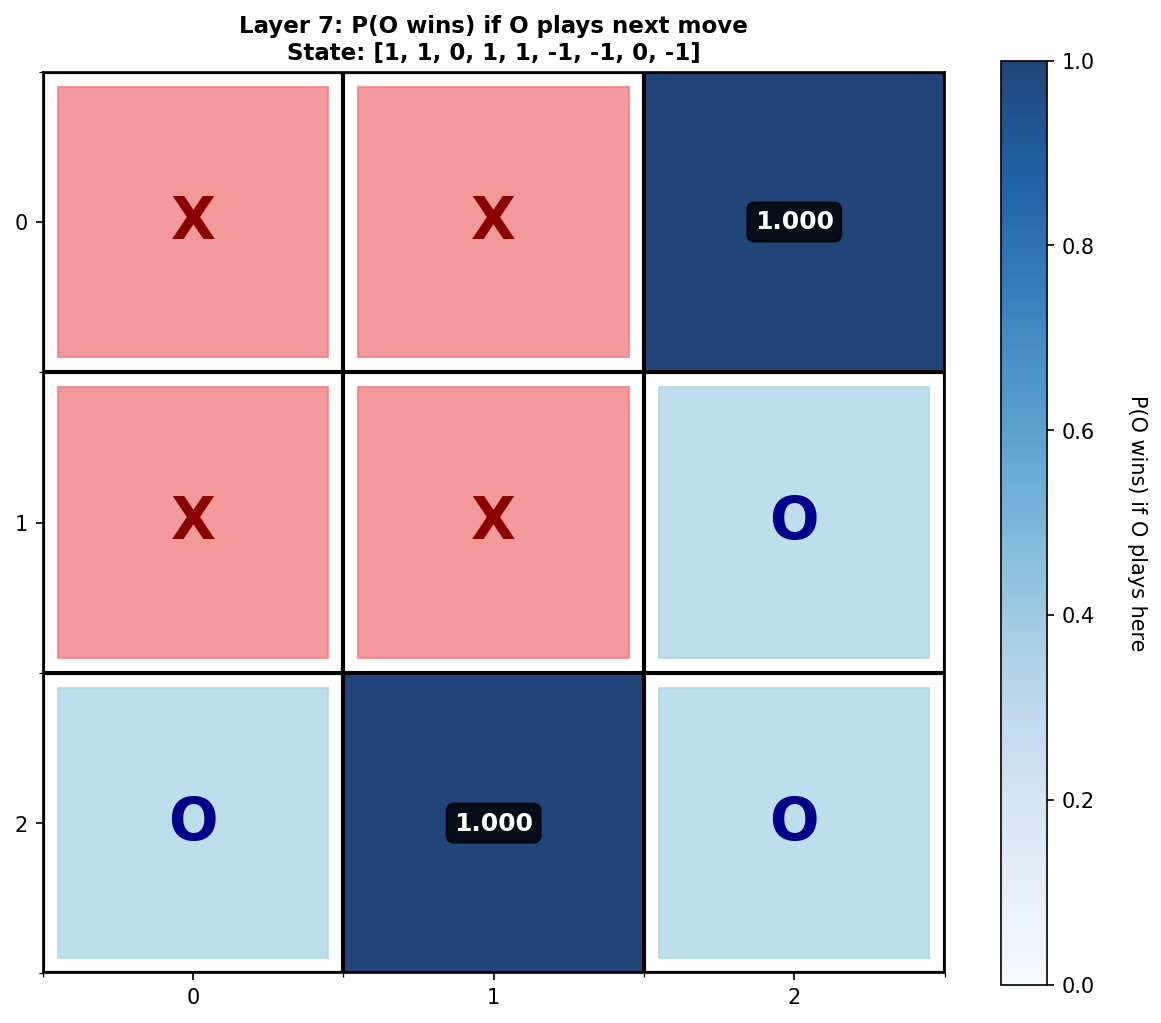 Layer 7: P(O wins) if O plays next move
State: [1, 1, 0, 1, 1, -1, -1, 0, -1]
0
X
X
1.000
1
X
X
O
2
O
1.000
O
0
1
2
1.0
0.8
0.6
0.4
0.2
0.0
P(O wins) if O plays here